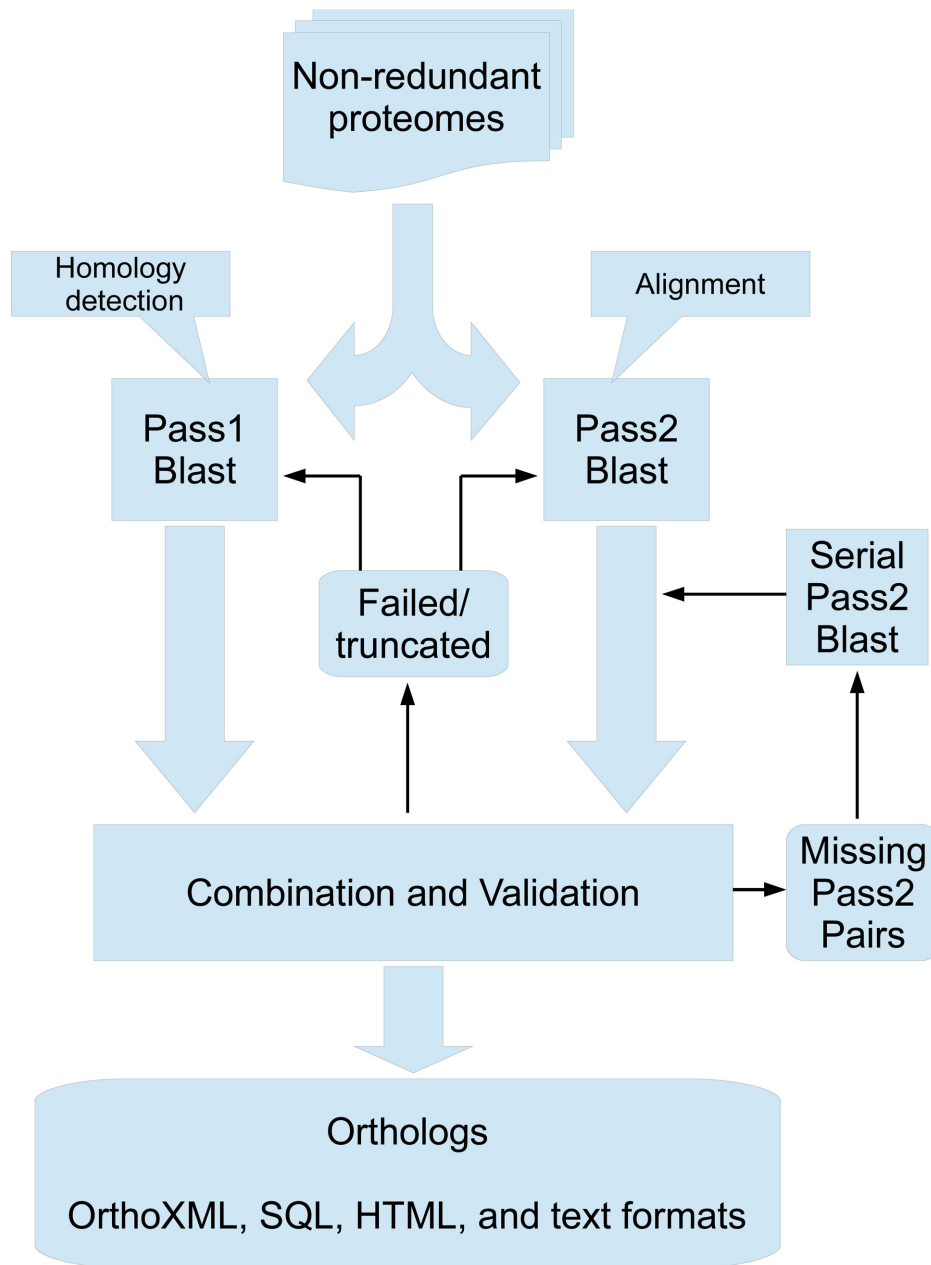 Non-redundant
proteomes
Homology
detection
Alignment
Pass1
Blast
Pass2
Blast
Failed/
truncated
Serial
Pass2
Blast
Combination and Validation
Missing
Pass2
Pairs
Orthologs
OrthoXML, SQL, HTML, and text formats